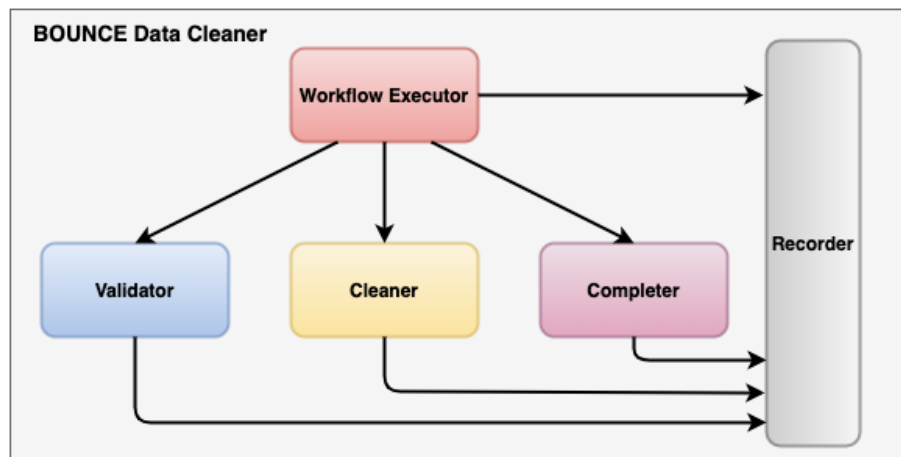 BOUNCE Data Cleaner
Workflow Executor
Recorder
Validator
Cleaner
Completer